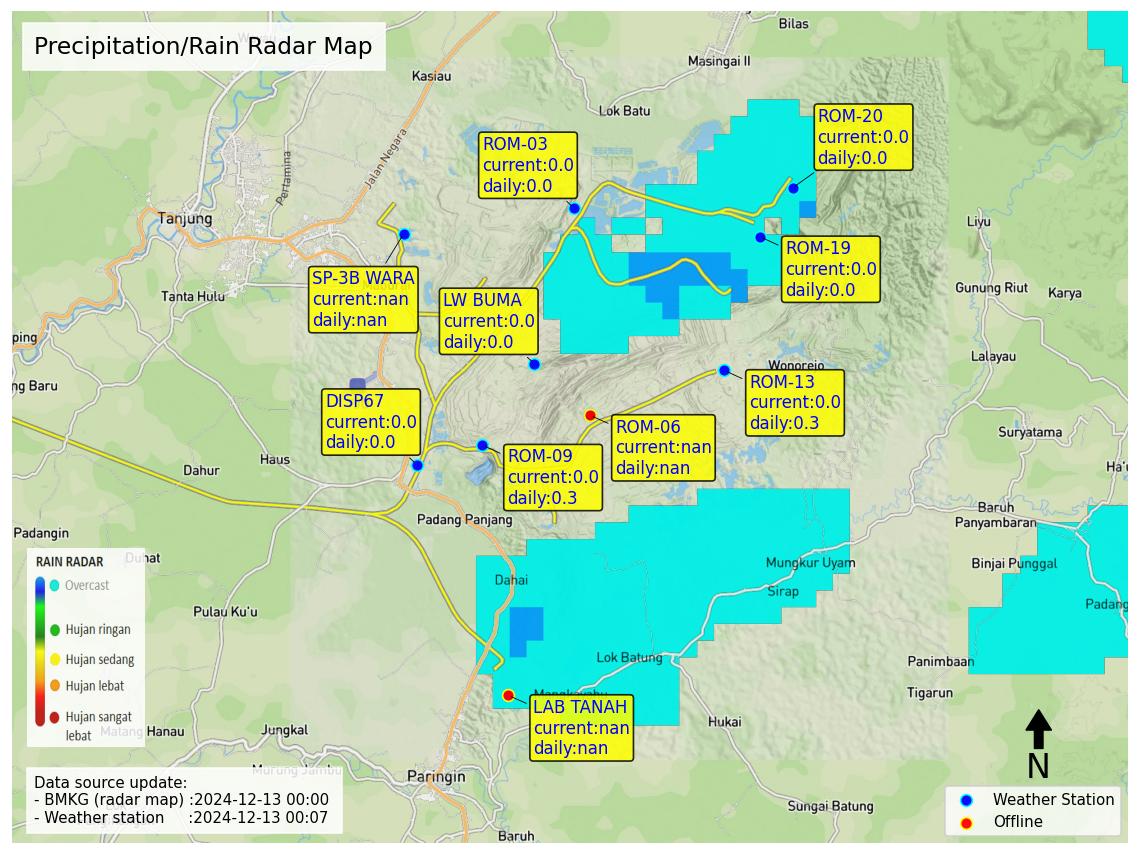 Precipitation/Rain Radar Map
Bilas
Masingai II
Kasiau
Lok Batu
Jalan Negara
Pertamina
Tanjung
Tanta Hulu
ROM-03
current:0.0
daily:0.0
ROM-20
current:0.0
daily:0.0
ROM-19
current:0.0
daily:0.0
SP-3B WARA
current:nan
daily:nan
LW BUMA
current:0.0
daily:0.0
Liyu
Gunung Riut
Karya
Lalayau
Suryatama
ping
ng Baru
Wonorejo
ROM-13
current:0.0
daily:0.3
DISP67
current:0.0
daily:0.0
ROM-06
current:nan
daily:nan
ROM-09
current:0.0
daily:0.3
Haus
Dahur
Padang Panjang
Padangin
Duhat
Dahai
Pulau Ku'u
Ha'u
Baruh
Panyambaran
Binjai Punggal
Padang
Mungkur Uyam
Sirap
Lok Batung
Panimbaan
Tigarun
Hukai
LAB TANAH
current:nan
daily:nan
RAIN RADAR
Overcast
Hujan ringan
Hujan sedang
Hujan lebat
Hujan sangat
lebat
Matang Hanau
Jungkal
Murung Jambu
Paringin
Baruh
Sungai Batung
Data source update:
- BMKG (radar map) :2024-12-13 00:00
- Weather station :2024-12-13 00:07
N
Weather Station
Offline